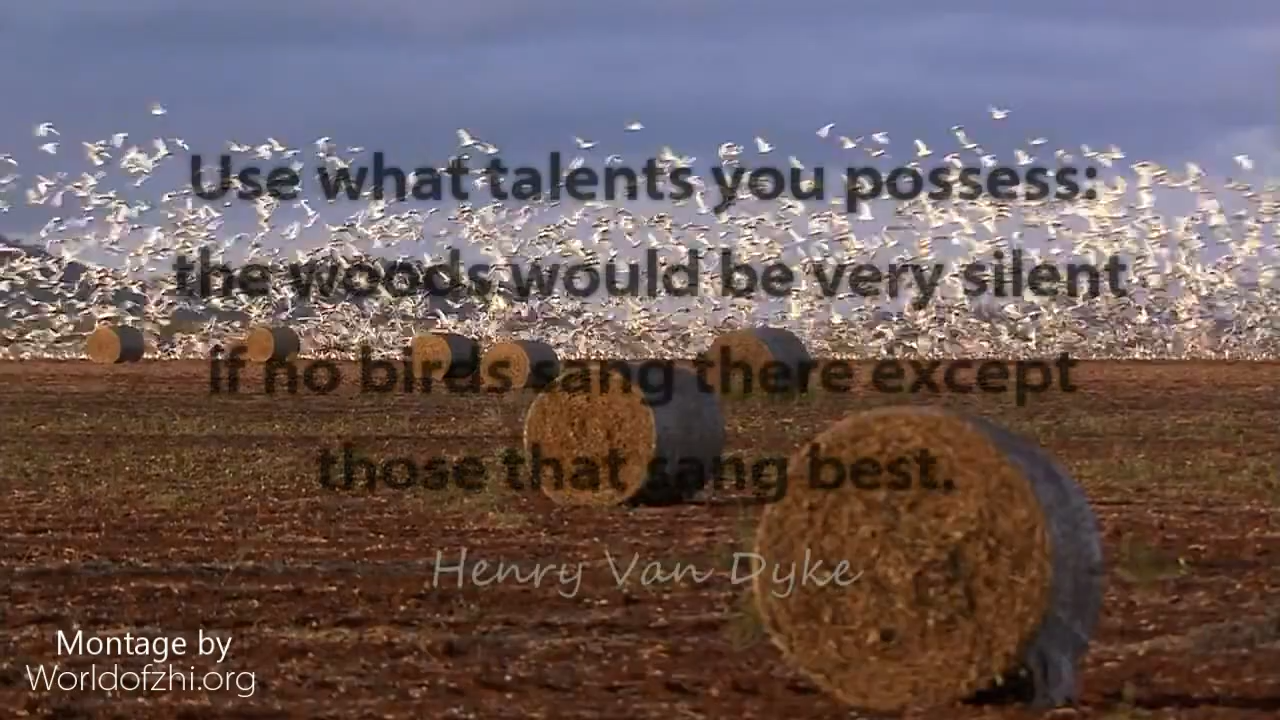 Use what talents you possess:
the woods would be very silent
if no birds sang there except
those that sang best.
Henry Van Dyke
Montage by
Worldofzhi.org